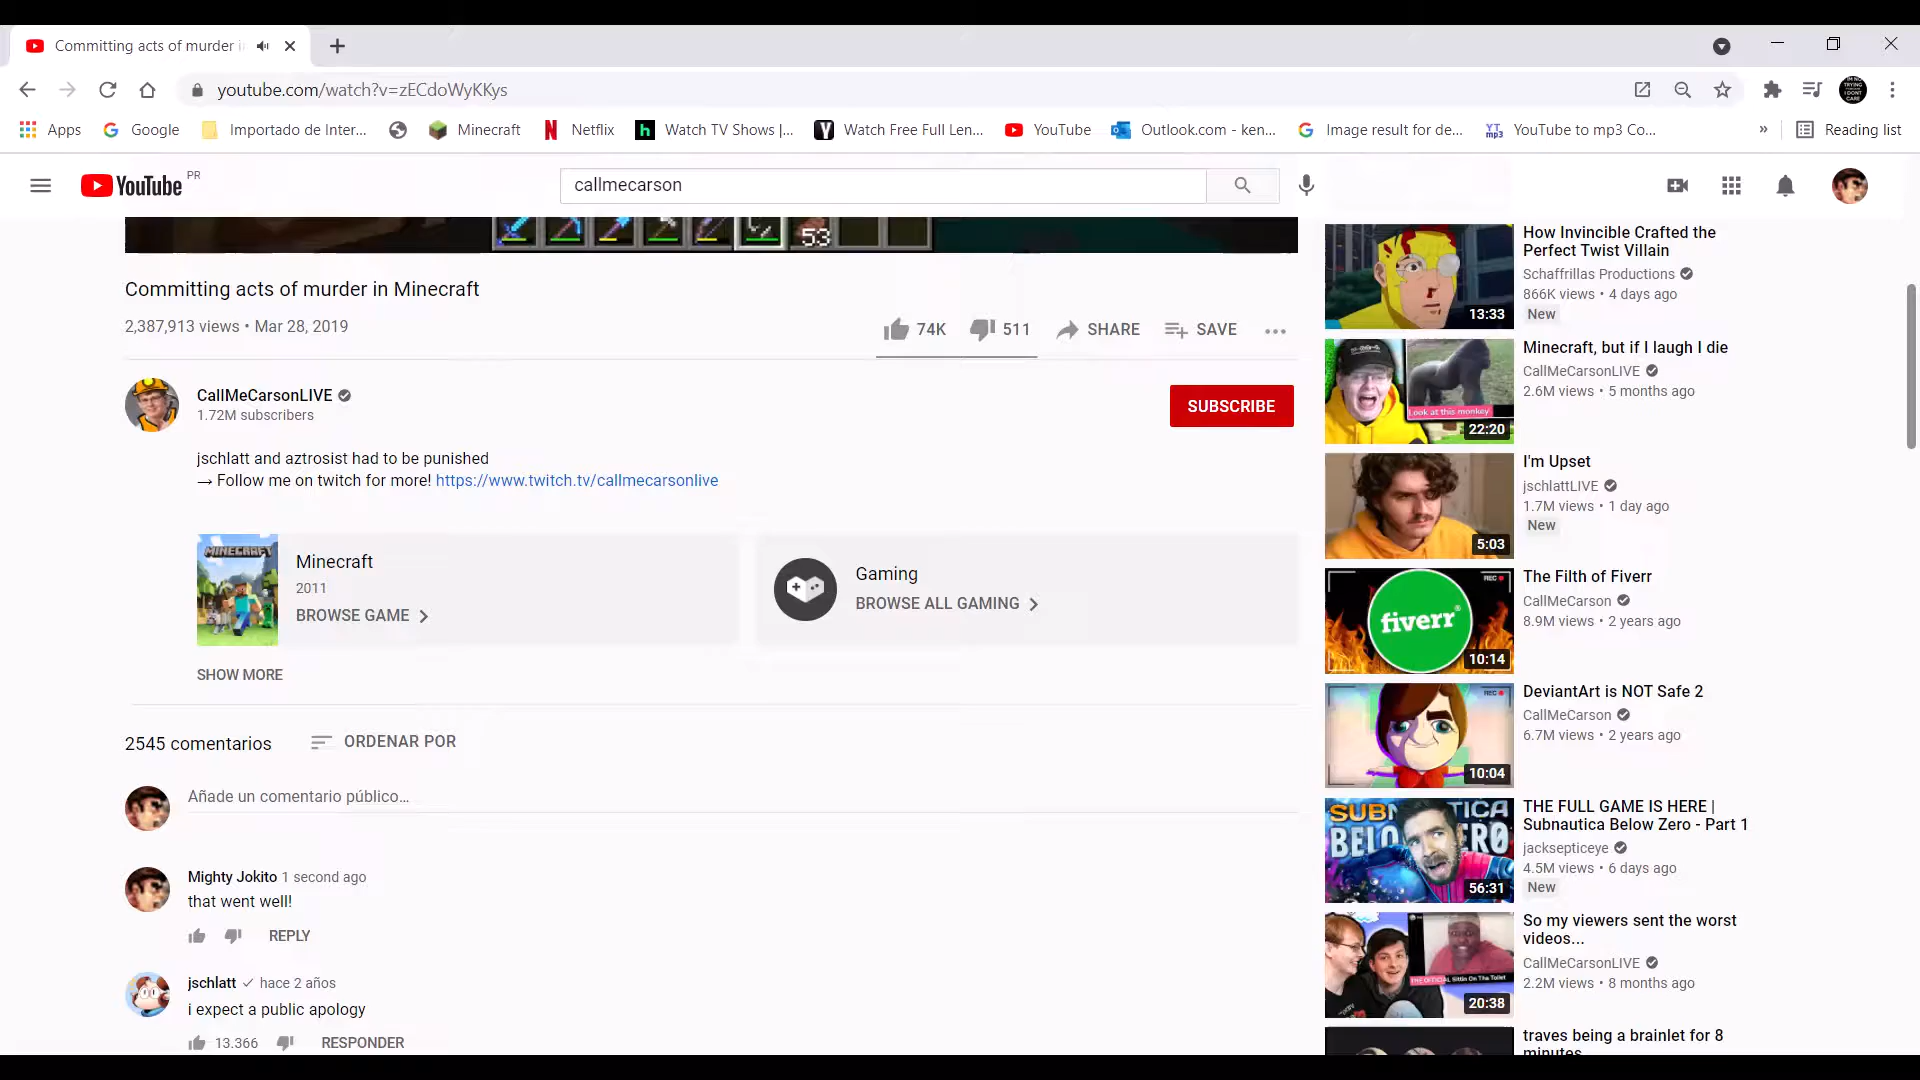 Committing acts of murder i
youtube.com/watch?v=zECdoWyKKys
Apps
Google
Importado de Inter...
Minecraft
Netflix
Watch TV Shows |...
Watch Free Full Len...
YouTube
Outlook.com - ken...
Image result for de...
YouTube to mp3 Co...
»
Reading list
YouTube PR
callmecarson
53
Committing acts of murder in Minecraft
2,387,913 views • Mar 28, 2019
74K
511
SHARE
SAVE
CallMeCarsonLIVE
1.72M subscribers
SUBSCRIBE
jschlatt and aztrosist had to be punished
→ Follow me on twitch for more! https://www.twitch.tv/callmecarsonlive
MINECRAFT
Minecraft
2011
BROWSE GAME
Gaming
BROWSE ALL GAMING
SHOW MORE
2545 comentarios
ORDENAR POR
Añade un comentario público...
Mighty Jokito 1 second ago
that went well!
REPLY
jschlatt hace 2 años
i expect a public apology
13.366
RESPONDER
13:33
How Invincible Crafted the
Perfect Twist Villain
Schaffrillas Productions
866K views • 4 days ago
New
Look at this monkey
22:20
Minecraft, but if I laugh I die
CallMeCarsonLIVE
2.6M views • 5 months ago
5:03
I'm Upset
jschlattLIVE
1.7M views • 1 day ago
New
REC
fiverr®
10:14
The Filth of Fiverr
CallMeCarson
8.9M views • 2 years ago
REC
10:04
DeviantArt is NOT Safe 2
CallMeCarson
6.7M views • 2 years ago
56:31
THE FULL GAME IS HERE |
Subnautica Below Zero - Part 1
jacksepticeye
4.5M views • 6 days ago
New
20:38
So my viewers sent the worst
videos...
CallMeCarsonLIVE
2.2M views • 8 months ago
traves being a brainlet for 8
minutes